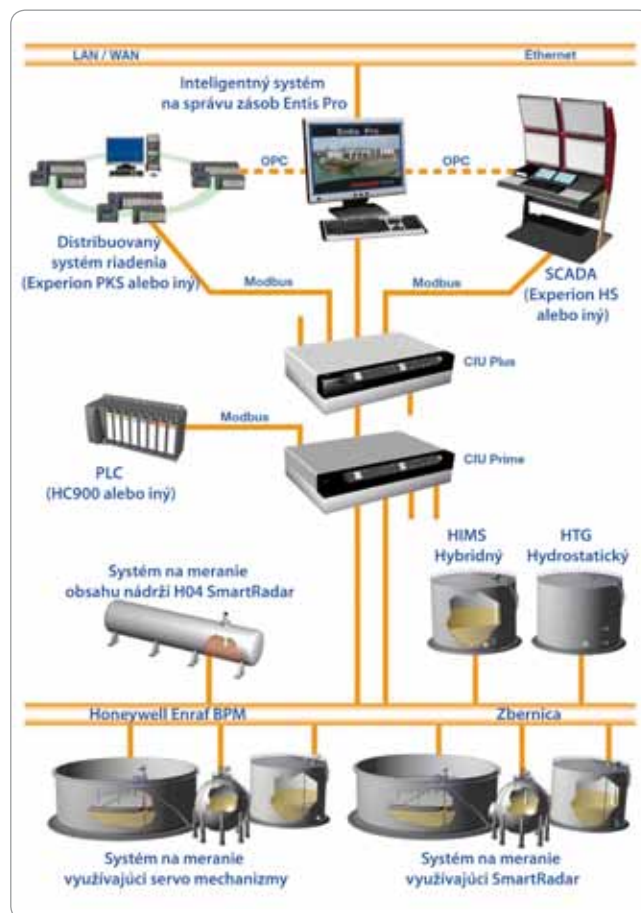 LAN / WAN
Ethernet
Inteligentný systém
na správu zásob Entis Pro
Entis Pro
OPC
OPC
Distribuovaný
systém riadenia
(Experion PKS alebo iný)
SCADA
(Experion HS
alebo iný)
Modbus
Modbus
CIU Plus
Modbus
CIU Prime
PLC
(HC900 alebo iný)
HIMS
Hybridný
HTG
Hydrostatický
Systém na meranie
obsahu nádrží H04 SmartRadar
Honeywell Enraf BPM
Zbernica
Systém na meranie
využívajúci servo mechanizmy
Systém na meranie
využívajúci SmartRadar